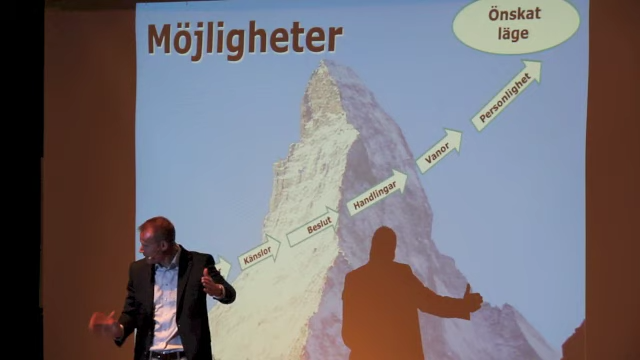 Möjligheter
Önskat
läge
Personlighet
Vanor
Handlingar
Beslut
Känslor